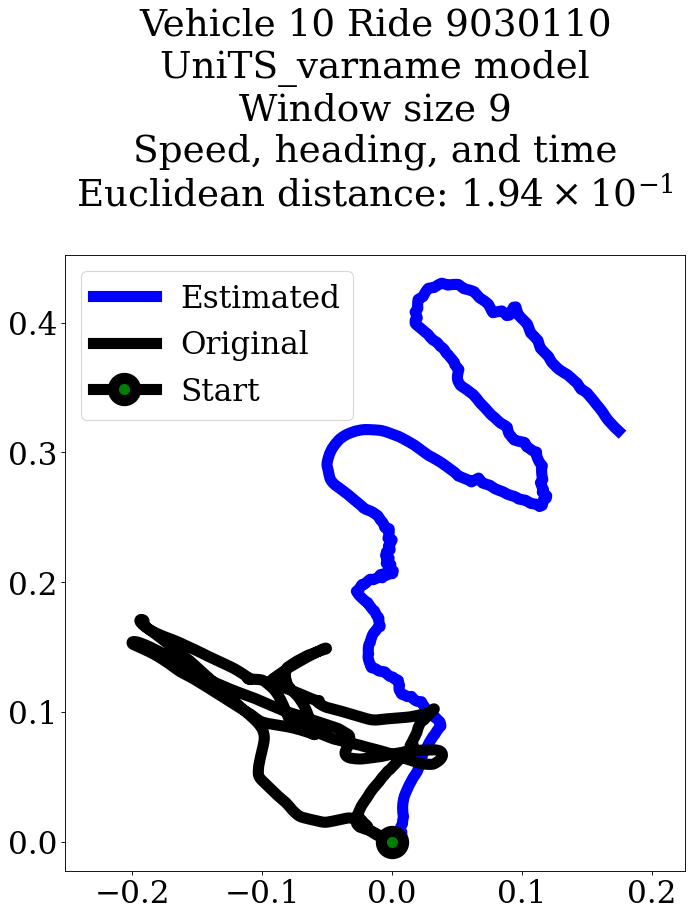 Vehicle 10 Ride 9030110
UniTS_varname model
Window size 9
Speed, heading, and time
Euclidean distance: 1.94 × 10⁻¹
Estimated
Original
Start
0.4
0.3
0.2
0.1
0.0
−0.2 −0.1 0.0 0.1 0.2